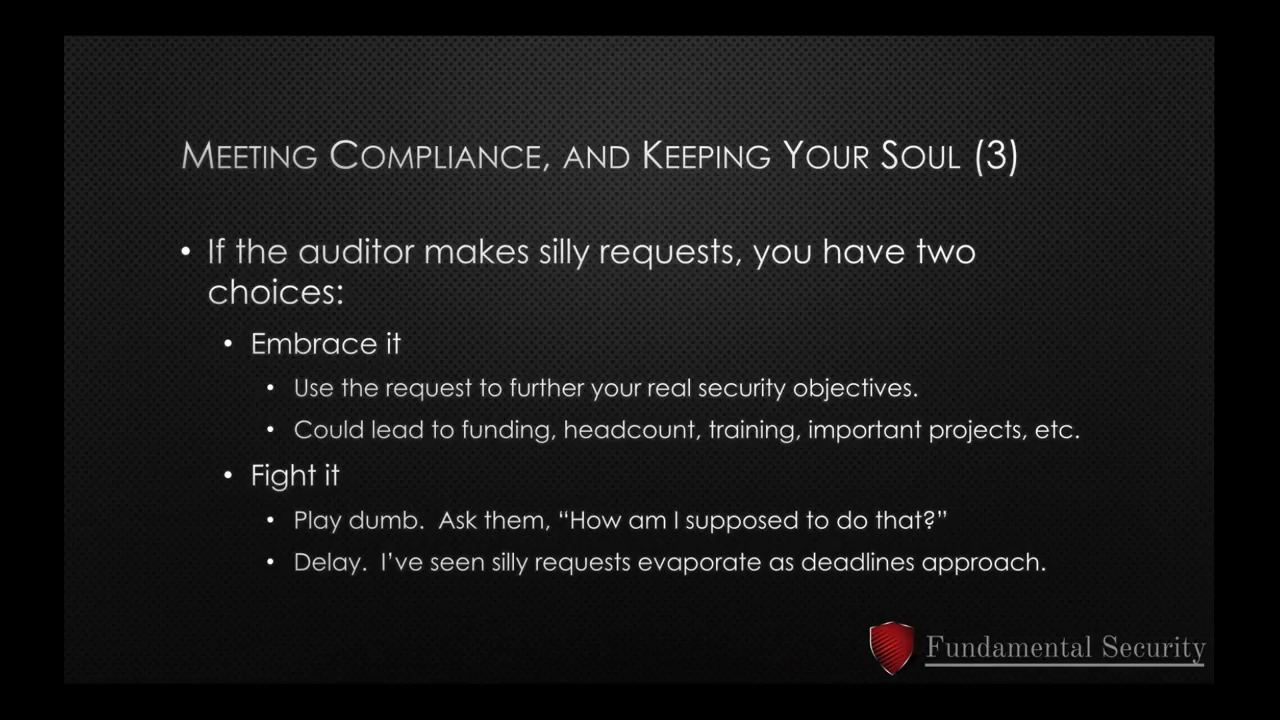 Meeting Compliance, and Keeping Your Soul (3)
• If the auditor makes silly requests, you have two
choices:
• Embrace it
• Use the request to further your real security objectives.
• Could lead to funding, headcount, training, important projects, etc.
• Fight it
• Play dumb.  Ask them, “How am I supposed to do that?”
• Delay.  I’ve seen silly requests evaporate as deadlines approach.
Fundamental Security